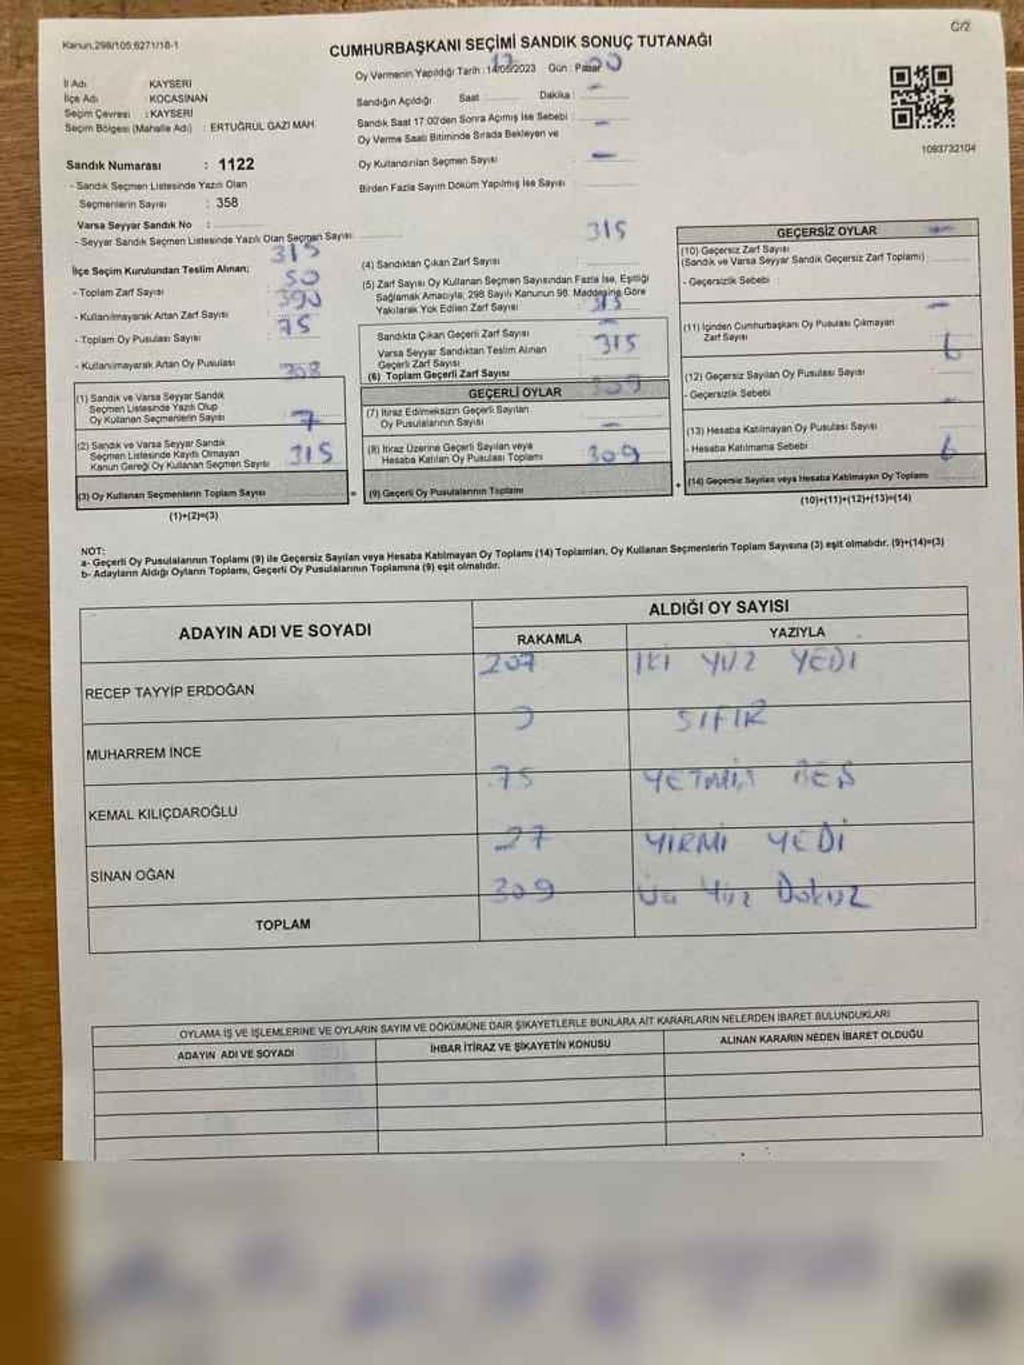 Kanun.298/105.6271/18-1
C/2
CUMHURBAŞKANI SEÇİMİ SANDIK SONUÇ TUTANAĞI
İl Adı KAYSERİ
İlçe Adı KOCASİNAN
Seçim Çevresi : KAYSERİ
Seçim Bölgesi (Mahalle Adı) : ERTUĞRUL GAZİ MAH.
Sandık Numarası : 1122
- Sandık Seçmen Listesinde Yazılı Olan
Seçmenlerin Sayısı : 358
Varsa Seyyar Sandık No :
- Seyyar Sandık Seçmen Listesinde Yazılı Olan Seçmen Sayısı:
Oy Vermenin Yapıldığı Tarih : 14/05/2023 Gün : Pazar
Sandığın Açıldığı Saat Dakika :
17 00
Sandık Saat 17:00'den Sonra Açımış İse Sebebi :
Oy Verme Saati Bitiminde Sırada Bekleyen ve
Oy Kullandırılan Seçmen Sayısı :
Birden Fazla Sayım Döküm Yapılmış İse Sayısı :
1093732104
İlçe Seçim Kurulundan Teslim Alınan;
315
- Toplam Zarf Sayısı :
50
- Kullanılmayarak Artan Zarf Sayısı :
390
- Toplam Oy Pusulası Sayısı :
75
- Kullanılmayarak Artan Oy Pusulası
308
(1) Sandık ve Varsa Seyyar Sandık
Seçmen Listesinde Yazılı Olup
Oy Kullanan Seçmenlerin Sayısı
7
(2) Sandık ve Varsa Seyyar Sandık
Seçmen Listesinde Kayıtlı Olmayan
Kanun Gereği Oy Kullanan Seçmen Sayısı
315
(3) Oy Kullanan Seçmenlerin Toplam Sayısı
(1)+(2)=(3)
315
(4) Sandıktan Çıkan Zarf Sayısı :
(5) Zarf Sayısı Oy Kullanan Seçmen Sayısından Fazla İse, Eşitliği
Sağlamak Amacıyla, 298 Sayılı Kanunun 98. Maddesine Göre
Yakılarak Yok Edilen Zarf Sayısı :
315
Sandıkta Çıkan Geçerli Zarf Sayısı
Varsa Seyyar Sandıktan Teslim Alınan
Geçerli Zarf Sayısı
315
(6) Toplam Geçerli Zarf Sayısı
GEÇERLİ OYLAR
309
(7) İtiraz Edilmeksizin Geçerli Sayılan
Oy Pusulalarının Sayısı
(8) İtiraz Üzerine Geçerli Sayılan veya
Hesaba Katılan Oy Pusulası Toplamı
309
= (9) Geçerli Oy Pusulalarının Toplamı
GEÇERSİZ OYLAR
(10) Geçersiz Zarf Sayısı
(Sandık ve Varsa Seyyar Sandık Geçersiz Zarf Toplamı)
- Geçersizlik Sebebi :
(11) İçinden Cumhurbaşkanı Oy Pusulası Çıkmayan
Zarf Sayısı
6
(12) Geçersiz Sayılan Oy Pusulası Sayısı
- Geçersizlik Sebebi
(13) Hesaba Katılmayan Oy Pusulası Sayısı
- Hesaba Katılmama Sebebi
6
+ (14) Geçersiz Sayılan veya Hesaba Katılmayan Oy Toplamı
(10)+(11)+(12)+(13)=(14)
NOT:
a- Geçerli Oy Pusulalarının Toplamı (9) ile Geçersiz Sayılan veya Hesaba Katılmayan Oy Toplamı (14) Toplamları, Oy Kullanan Seçmenlerin Toplam Sayısına (3) eşit olmalıdır. (9)+(14)=(3)
b- Adayların Aldığı Oyların Toplamı, Geçerli Oy Pusulalarının Toplamına (9) eşit olmalıdır.
ADAYIN ADI VE SOYADI
ALDIĞI OY SAYISI
RAKAMLA YAZIYLA
207 İKİ YUZ YEDİ
RECEP TAYYİP ERDOĞAN
0 SIFIR
MUHARREM İNCE
75 YETMİŞ BEŞ
KEMAL KILIÇDAROĞLU
27 YİRMİ YEDİ
SİNAN OĞAN
309 Üç Yüz Dokuz
TOPLAM
OYLAMA İŞ VE İŞLEMLERİNE VE OYLARIN SAYIM VE DÖKÜMÜNE DAİR ŞİKAYETLERLE BUNLARA AİT KARARLARIN NELERDEN İBARET BULUNDUKLARI
ADAYIN ADI VE SOYADI İHBAR İTİRAZ VE ŞİKAYETİN KONUSU ALINAN KARARIN NEDEN İBARET OLDUĞU